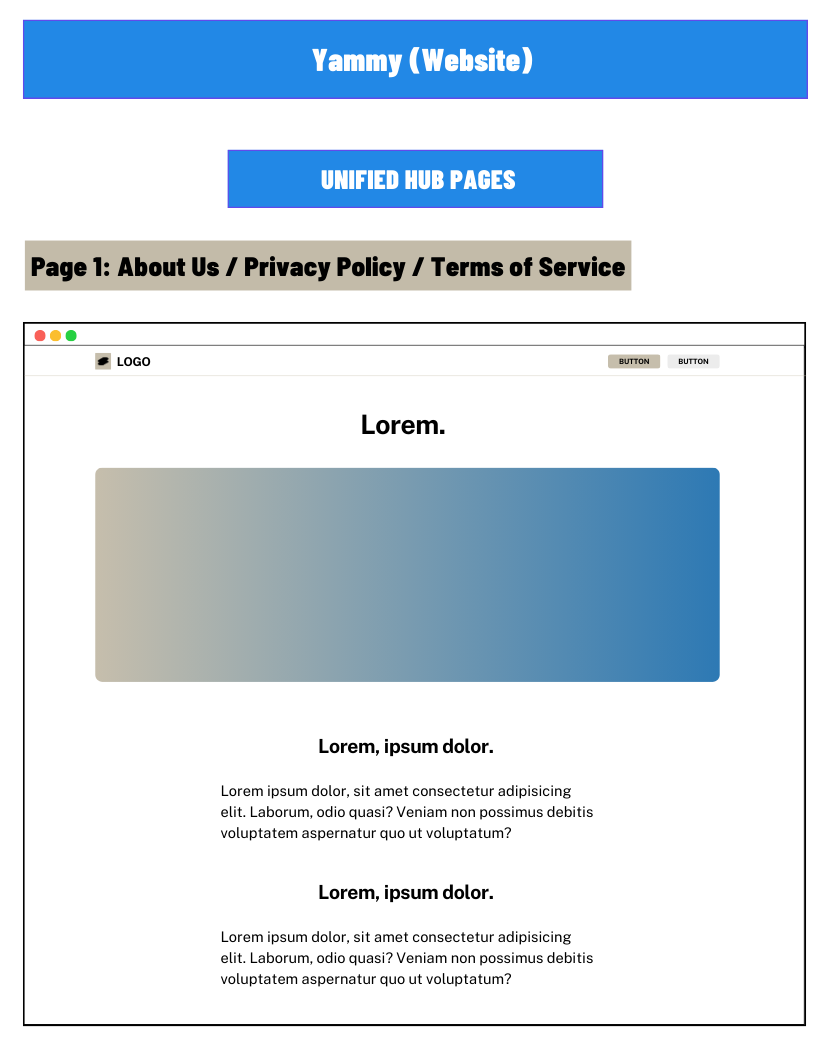 Yammy (Website)
UNIFIED HUB PAGES
Page 1: About Us / Privacy Policy / Terms of Service
LOGO
BUTTON
BUTTON
Lorem.
Lorem, ipsum dolor.
Lorem ipsum dolor, sit amet consectetur adipisicing
elit. Laborum, odio quasi? Veniam non possimus debitis
voluptatem aspernatur quo ut voluptatum?
Lorem, ipsum dolor.
Lorem ipsum dolor, sit amet consectetur adipisicing
elit. Laborum, odio quasi? Veniam non possimus debitis
voluptatem aspernatur quo ut voluptatum?